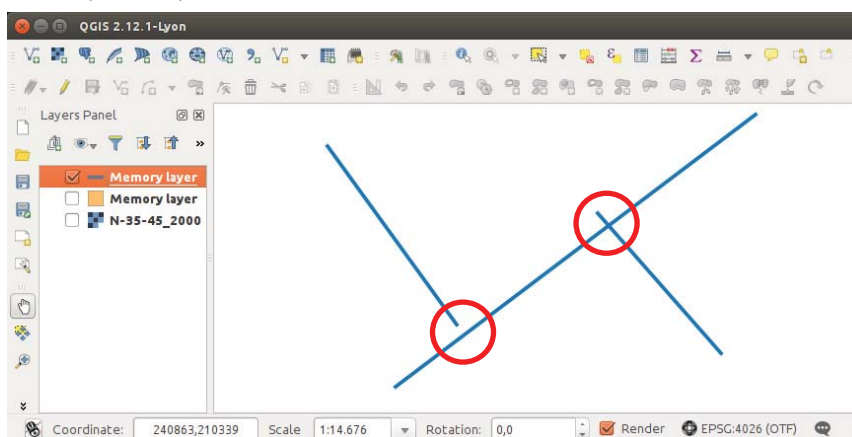 QGIS 2.12.1-Lyon
Layers Panel
Memory layer
Memory layer
N-35-45_2000
Coordinate: 240863,210339 Scale 1:14.676 Rotation: 0,0 Render EPSG:4026 (OTF)